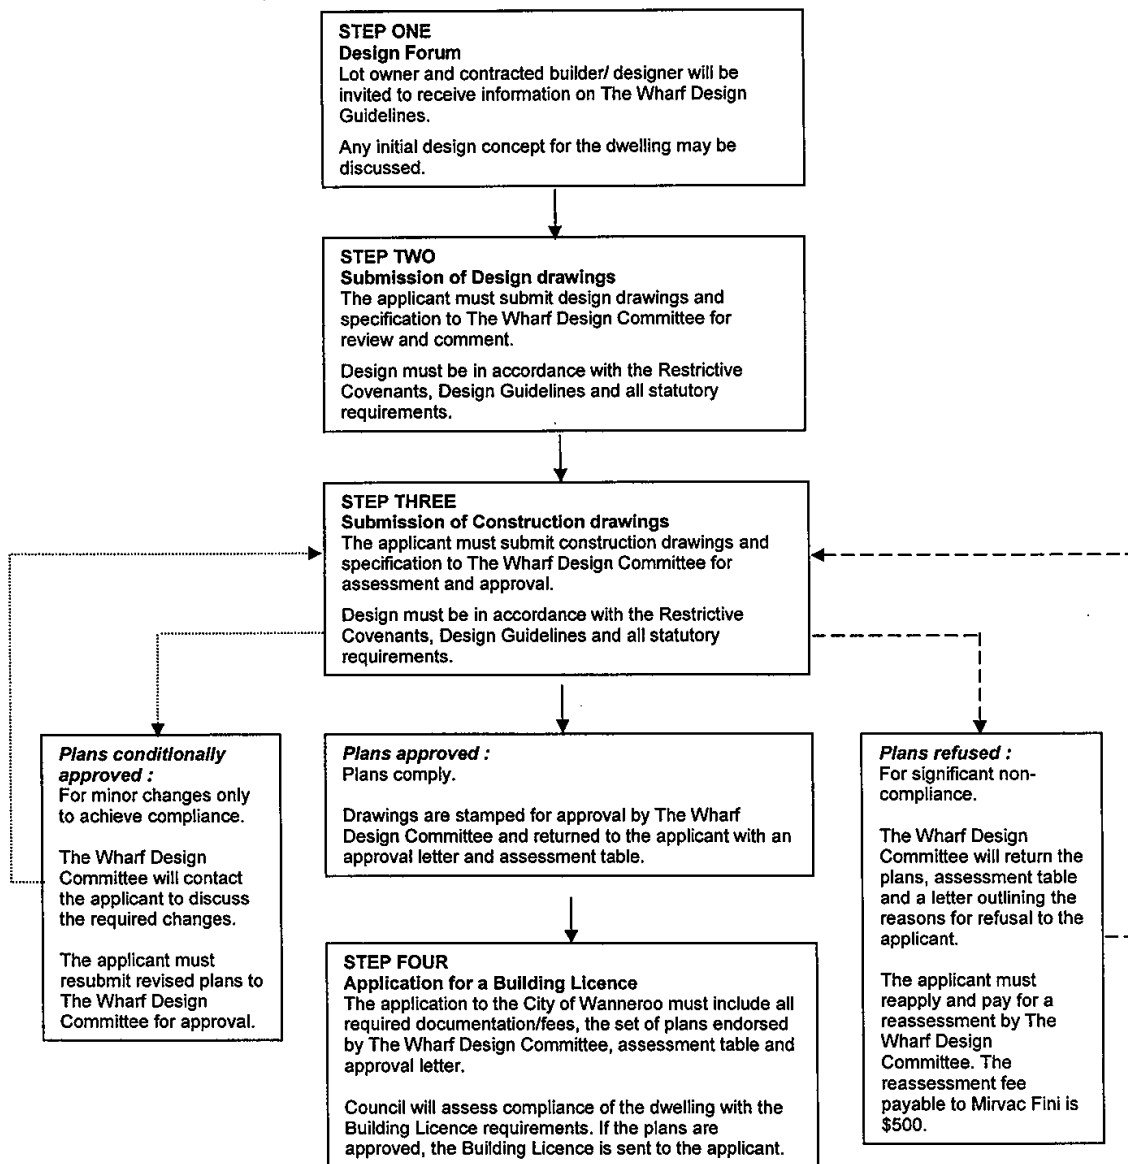 STEP ONE
Design Forum
Lot owner and contracted builder/ designer will be
invited to receive information on The Wharf Design
Guidelines.
Any initial design concept for the dwelling may be
discussed.
STEP TWO
Submission of Design drawings
The applicant must submit design drawings and
specification to The Wharf Design Committee for
review and comment.
Design must be in accordance with the Restrictive
Covenants, Design Guidelines and all statutory
requirements.
STEP THREE
Submission of Construction drawings
The applicant must submit construction drawings and
specification to The Wharf Design Committee for
assessment and approval.
Design must be in accordance with the Restrictive
Covenants, Design Guidelines and all statutory
requirements.
Plans conditionally
approved :
For minor changes only
to achieve compliance.
The Wharf Design
Committee will contact
the applicant to discuss
the required changes.
The applicant must
resubmit revised plans to
The Wharf Design
Committee for approval.
Plans approved :
Plans comply.
Drawings are stamped for approval by The Wharf
Design Committee and returned to the applicant with an
approval letter and assessment table.
Plans refused :
For significant non-
compliance.
The Wharf Design
Committee will return the
plans, assessment table
and a letter outlining the
reasons for refusal to the
applicant.
The applicant must
reapply and pay for a
reassessment by The
Wharf Design
Committee. The
reassessment fee
payable to Mirvac Fini is
$500.
STEP FOUR
Application for a Building Licence
The application to the City of Wanneroo must include all
required documentation/fees, the set of plans endorsed
by The Wharf Design Committee, assessment table and
approval letter.
Council will assess compliance of the dwelling with the
Building Licence requirements. If the plans are
approved, the Building Licence is sent to the applicant.